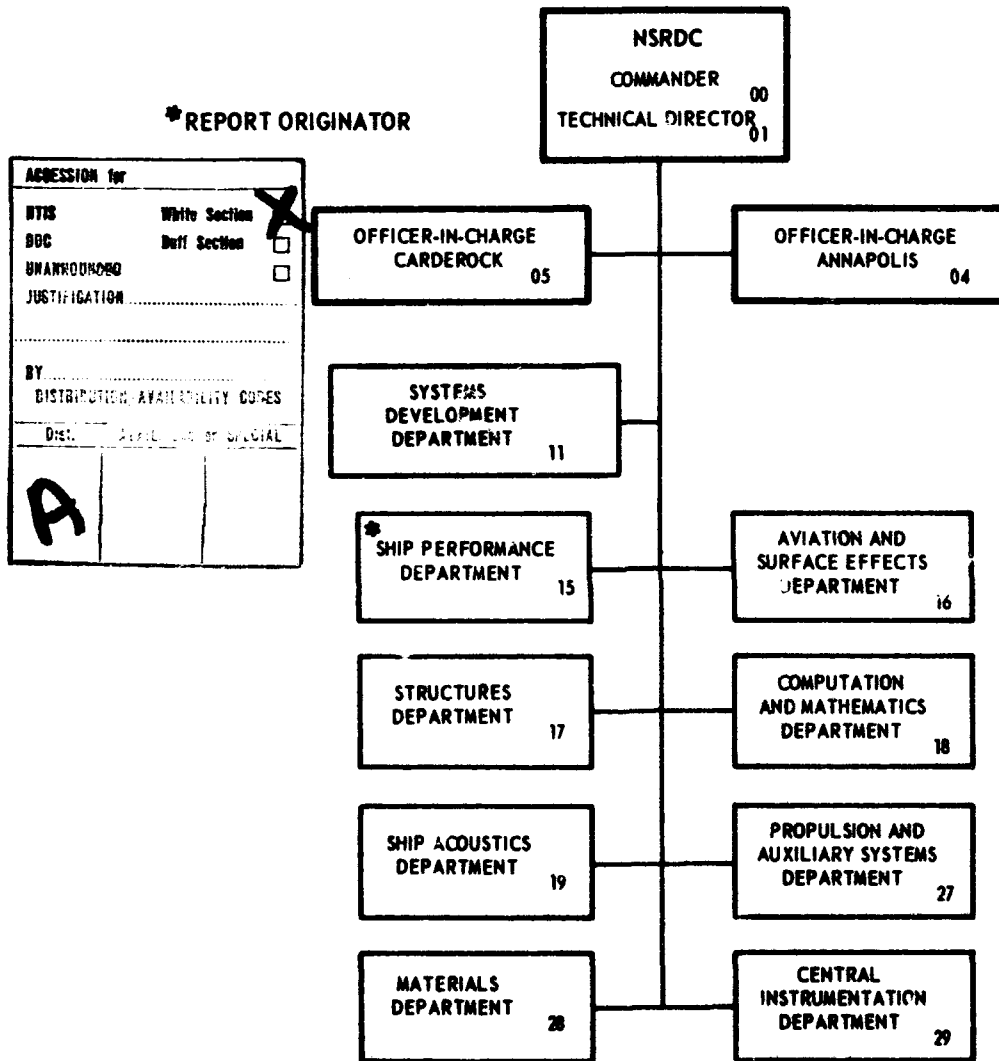 NSRDC
COMMANDER
00
TECHNICAL DIRECTOR
01
*REPORT ORIGINATOR
ACCESSION for
NTIS White Section
DDC Buff Section
UNANNOUNCED
JUSTIFICATION
BY
DISTRIBUTION/AVAILABILITY CODES
Dist. or SPECIAL
A
OFFICER-IN-CHARGE
CARDEROCK
05
OFFICER-IN-CHARGE
ANNAPOLIS
04
SYSTEMS
DEVELOPMENT
DEPARTMENT
11
*
SHIP PERFORMANCE
DEPARTMENT
15
AVIATION AND
SURFACE EFFECTS
DEPARTMENT
16
STRUCTURES
DEPARTMENT
17
COMPUTATION
AND MATHEMATICS
DEPARTMENT
18
SHIP ACOUSTICS
DEPARTMENT
19
PROPULSION AND
AUXILIARY SYSTEMS
DEPARTMENT
27
MATERIALS
DEPARTMENT
28
CENTRAL
INSTRUMENTATION
DEPARTMENT
29